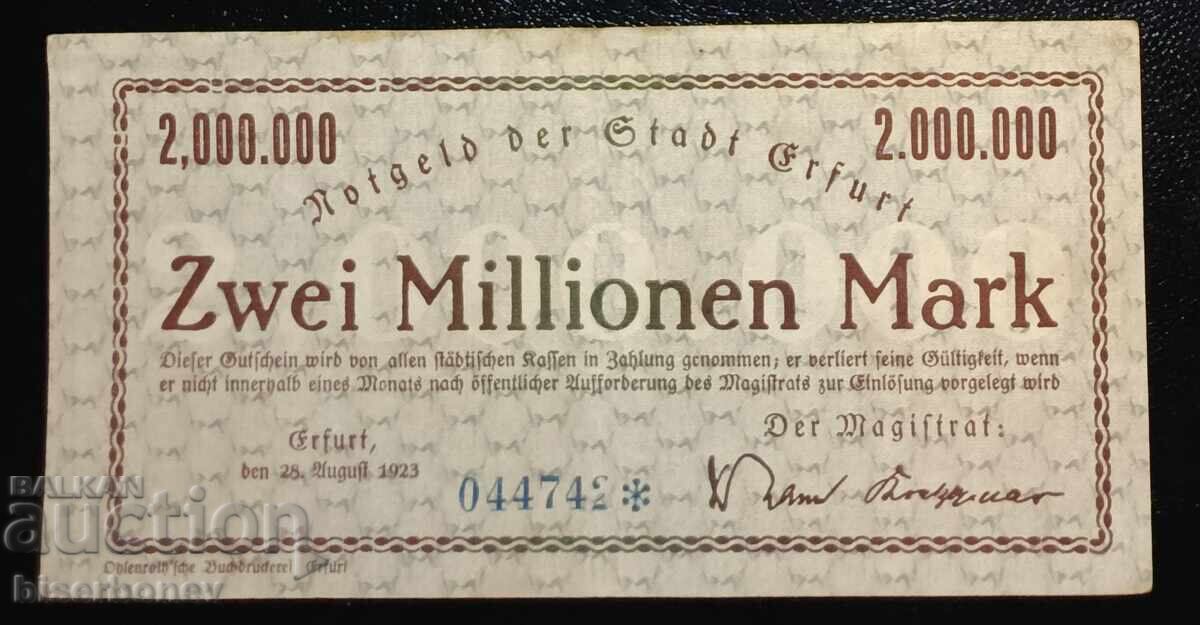 2,000.000
2.000.000
Notgeld der Stadt Erfurt
Zwei Millionen Mark
Dieser Gutschein wird von allen städtischen Kassen in Zahlung genommen; er verliert seine Gültigkeit, wenn
er nicht innerhalb eines Monats nach öffentlicher Aufforderung des Magistrats zur Einlösung vorgelegt wird
Der Magistrat:
Erfurt,
den 28. August 1923
044742*
Ohlenroth'sche Buchdruckerei Erfurt
BALKAN
auction
biserbonev